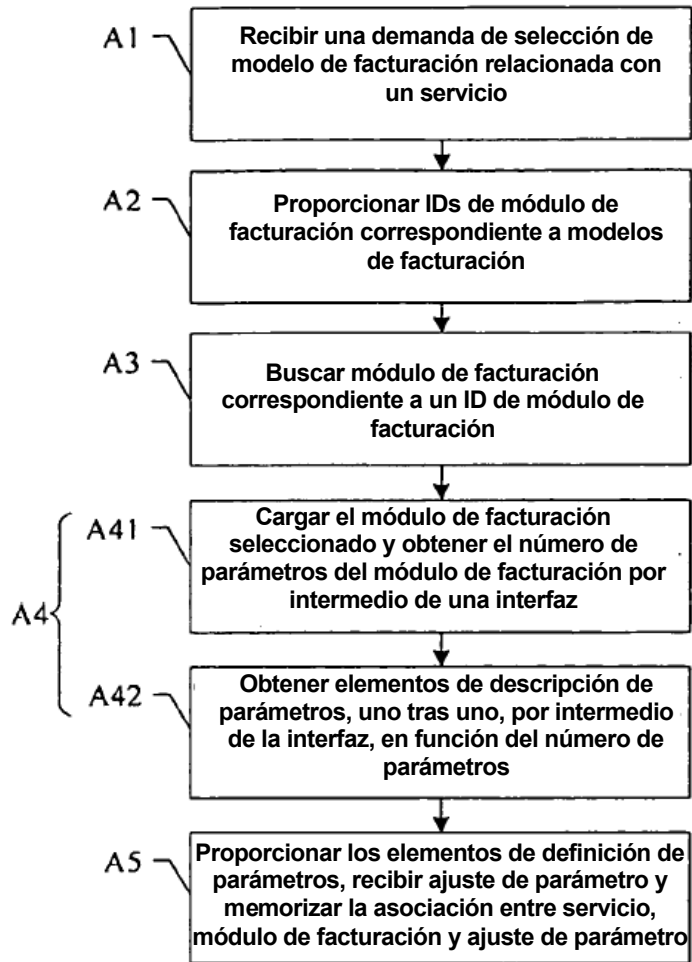 A1
Recibir una demanda de selección de
modelo de facturación relacionada con
un servicio
A2
Proporcionar IDs de módulo de
facturación correspondiente a modelos
de facturación
A3
Buscar módulo de facturación
correspondiente a un ID de módulo de
facturación
A4
A41
Cargar el módulo de facturación
seleccionado y obtener el número de
parámetros del módulo de facturación por
intermedio de una interfaz
A42
Obtener elementos de descripción de
parámetros, uno tras uno, por intermedio
de la interfaz, en función del número de
parámetros
A5
Proporcionar los elementos de definición de
parámetros, recibir ajuste de parámetro y
memorizar la asociación entre servicio,
módulo de facturación y ajuste de parámetro